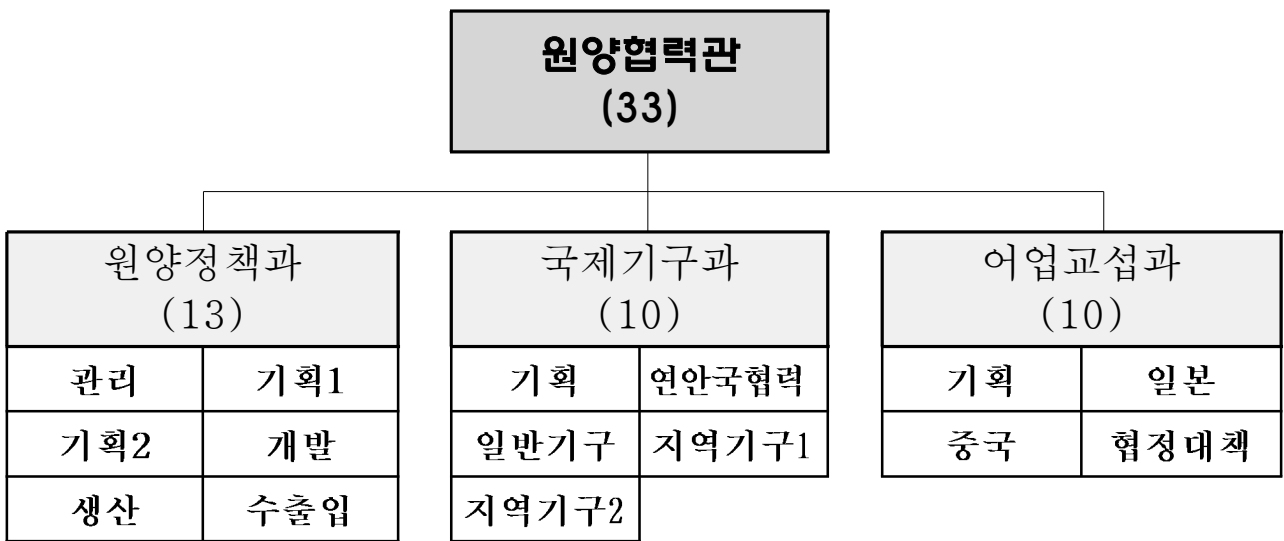 원양협력관
(33)
원양정책과
(13)
관리 기획1
기획2 개발
생산 수출입
국제기구과
(10)
기획 연안국협력
일반기구 지역기구1
지역기구2
어업교섭과
(10)
기획 일본
중국 협정대책